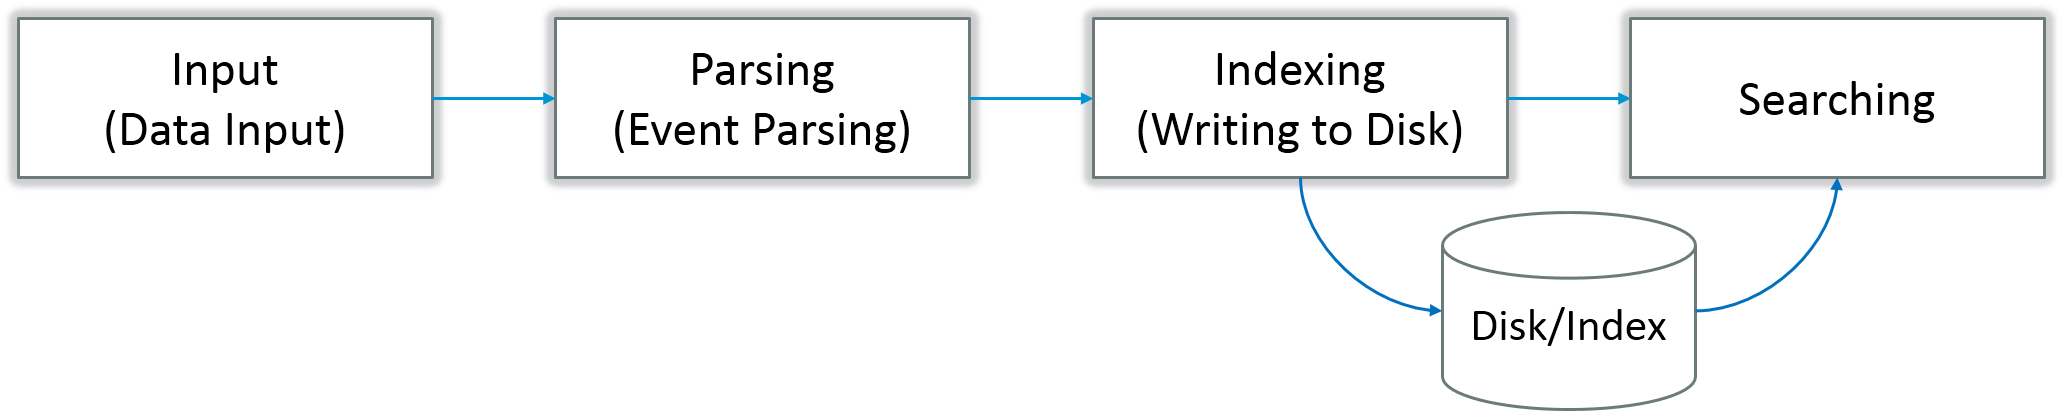 Input
(Data Input)
Parsing
(Event Parsing)
Indexing
(Writing to Disk)
Searching
Disk/Index